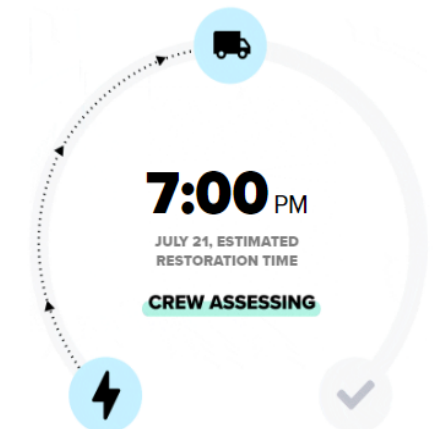 7:00 PM
JULY 21, ESTIMATED
RESTORATION TIME
CREW ASSESSING